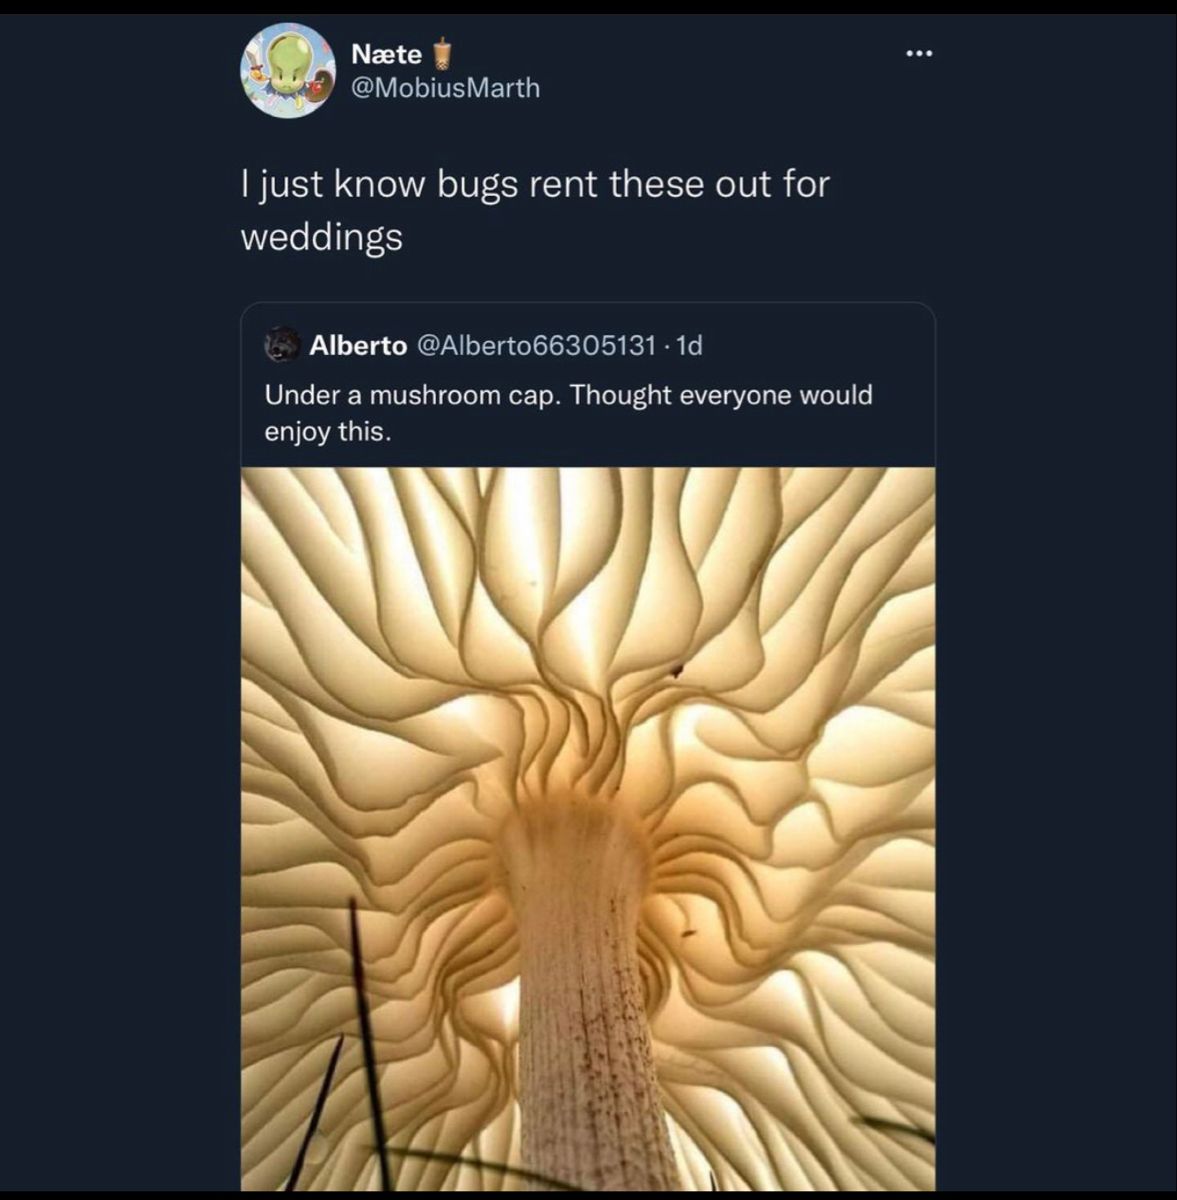 Næte 🧋
@MobiusMarth
I just know bugs rent these out for
weddings
Alberto @Alberto66305131 · 1d
Under a mushroom cap. Thought everyone would
enjoy this.